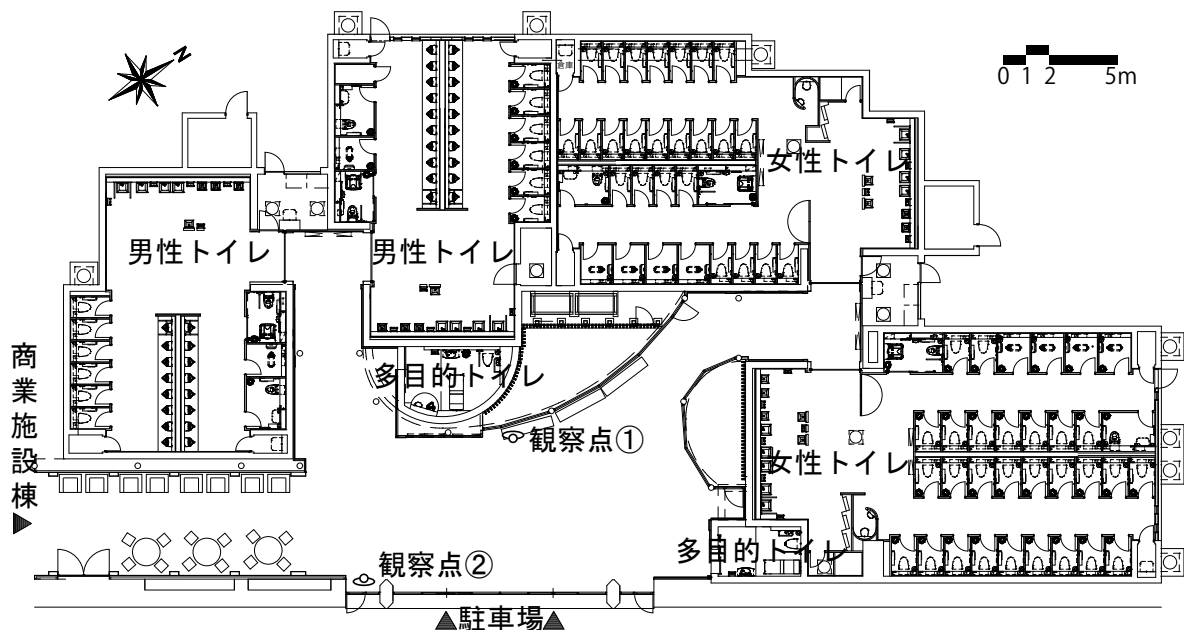 N
0 1 2 5m
倉庫
女性トイレ
男性トイレ
男性トイレ
商業施設棟
多目的トイレ
観察点①
女性トイレ
多目的トイレ
観察点②
駐車場